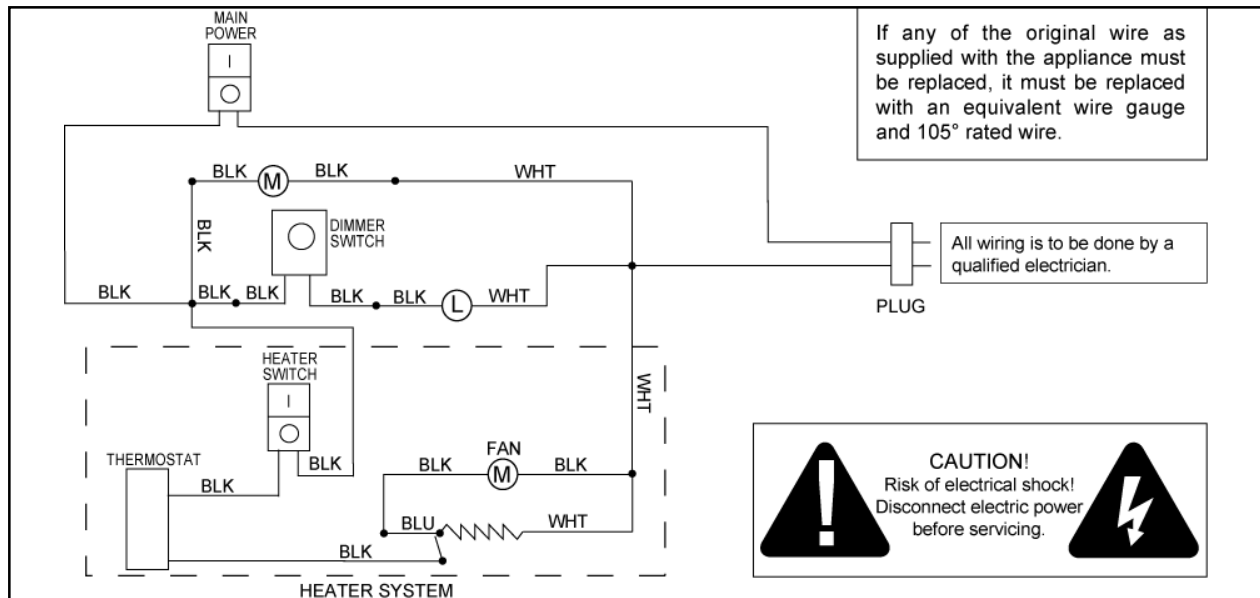 MAIN
POWER
I
If any of the original wire as
supplied with the appliance must
be replaced, it must be replaced
with an equivalent wire gauge
and 105° rated wire.
BLK
M
BLK
WHT
BLK
DIMMER
SWITCH
All wiring is to be done by a
qualified electrician.
PLUG
BLK
BLK
BLK
BLK
BLK
L
WHT
HEATER
SWITCH
I
WHT
THERMOSTAT
BLK
BLK
FAN
BLK
M
BLK
BLU
WHT
BLK
HEATER SYSTEM
CAUTION!
Risk of electrical shock!
Disconnect electric power
before servicing.